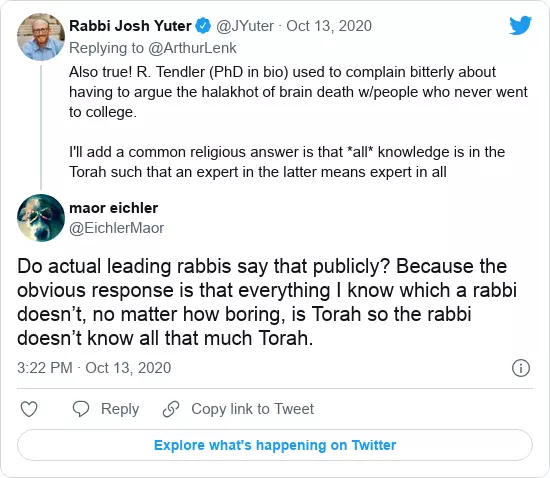 Rabbi Josh Yuter @JYuter · Oct 13, 2020
Replying to @ArthurLenk
Also true! R. Tendler (PhD in bio) used to complain bitterly about
having to argue the halakhot of brain death w/people who never went
to college.
I'll add a common religious answer is that *all* knowledge is in the
Torah such that an expert in the latter means expert in all
maor eichler
@EichlerMaor
Do actual leading rabbis say that publicly? Because the
obvious response is that everything I know which a rabbi
doesn’t, no matter how boring, is Torah so the rabbi
doesn’t know all that much Torah.
3:22 PM · Oct 13, 2020
Reply Copy link to Tweet
Explore what's happening on Twitter